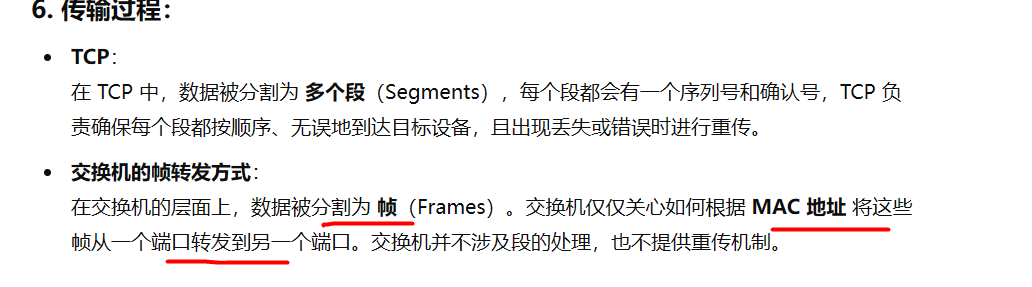 6. 传输过程：
• TCP：
在 TCP 中，数据被分割为 多个段（Segments），每个段都会有一个序列号和确认号，TCP 负
责确保每个段都按顺序、无误地到达目标设备，且出现丢失或错误时进行重传。
• 交换机的帧转发方式：
在交换机的层面上，数据被分割为 帧（Frames）。交换机仅仅关心如何根据 MAC 地址 将这些
帧从一个端口转发到另一个端口。交换机并不涉及段的处理，也不提供重传机制。